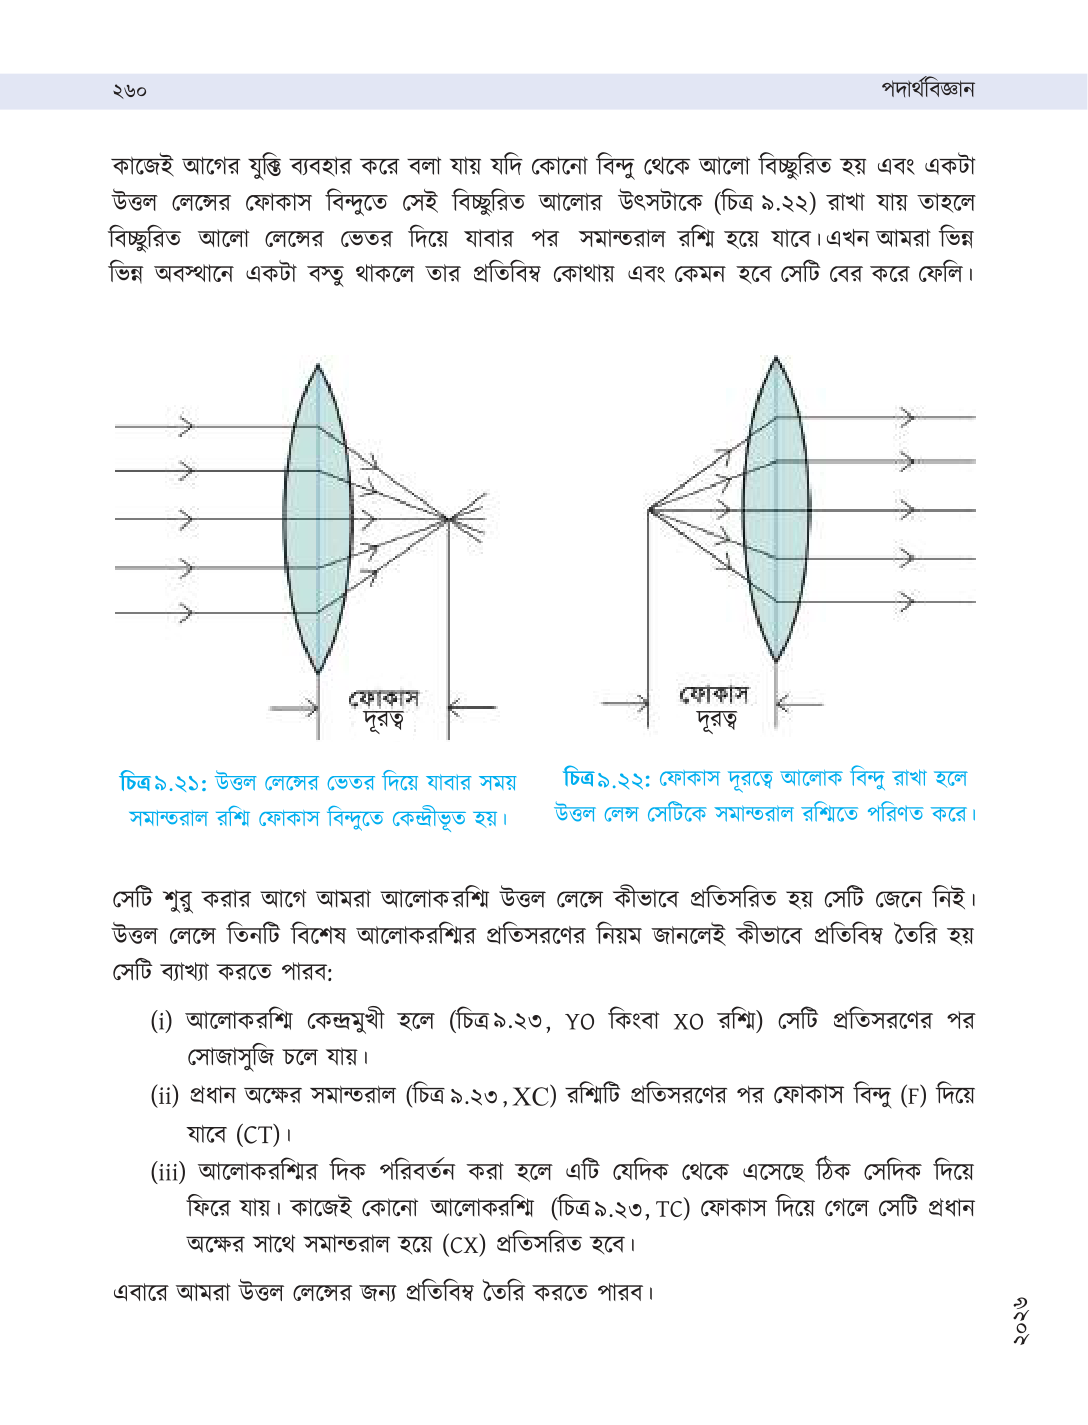 ২৬০
পদার্থবিজ্ঞান
কাজেই আগের যুক্তি ব্যবহার করে বলা যায় যদি কোনো বিন্দু থেকে আলো বিচ্ছুরিত হয় এবং একটা
উত্তল লেন্সের ফোকাস বিন্দুতে সেই বিচ্ছুরিত আলোর উৎসটাকে (চিত্র ৯.২২) রাখা যায় তাহলে
বিচ্ছুরিত আলো লেন্সের ভেতর দিয়ে যাবার পর সমান্তরাল রশ্মি হয়ে যাবে। এখন আমরা ভিন্ন
ভিন্ন অবস্থানে একটা বস্তু থাকলে তার প্রতিবিম্ব কোথায় এবং কেমন হবে সেটি বের করে ফেলি।
ফোকাস
দূরত্ব
ফোকাস
দূরত্ব
চিত্র ৯.২১: উত্তল লেন্সের ভেতর দিয়ে যাবার সময়
সমান্তরাল রশ্মি ফোকাস বিন্দুতে কেন্দ্রীভূত হয়।
চিত্র ৯.২২: ফোকাস দূরত্বে আলোক বিন্দু রাখা হলে
উত্তল লেন্স সেটিকে সমান্তরাল রশ্মিতে পরিণত করে।
সেটি শুরু করার আগে আমরা আলোকরশ্মি উত্তল লেন্সে কীভাবে প্রতিসরিত হয় সেটি জেনে নিই।
উত্তল লেন্সে তিনটি বিশেষ আলোকরশ্মির প্রতিসরণের নিয়ম জানলেই কীভাবে প্রতিবিম্ব তৈরি হয়
সেটি ব্যাখ্যা করতে পারব:
(i) আলোকরশ্মি কেন্দ্রমুখী হলে (চিত্র ৯.২৩, YO কিংবা XO রশ্মি) সেটি প্রতিসরণের পর
সোজাসুজি চলে যায়।
(ii) প্রধান অক্ষের সমান্তরাল (চিত্র ৯.২৩, XC) রশ্মিটি প্রতিসরণের পর ফোকাস বিন্দু (F) দিয়ে
যাবে (CT)।
(iii) আলোকরশ্মির দিক পরিবর্তন করা হলে এটি যেদিক থেকে এসেছে ঠিক সেদিক দিয়ে
ফিরে যায়। কাজেই কোনো আলোকরশ্মি (চিত্র ৯.২৩, TC) ফোকাস দিয়ে গেলে সেটি প্রধান
অক্ষের সাথে সমান্তরাল হয়ে (CX) প্রতিসরিত হবে।
এবারে আমরা উত্তল লেন্সের জন্য প্রতিবিম্ব তৈরি করতে পারব।
২০২৬